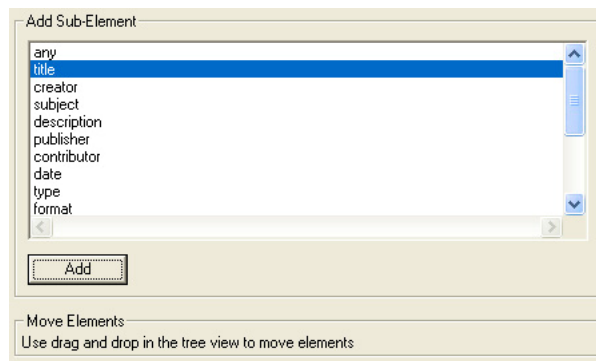 Add Sub-Element
any
title
creator
subject
description
publisher
contributor
date
type
format
Add
Move Elements
Use drag and drop in the tree view to move elements